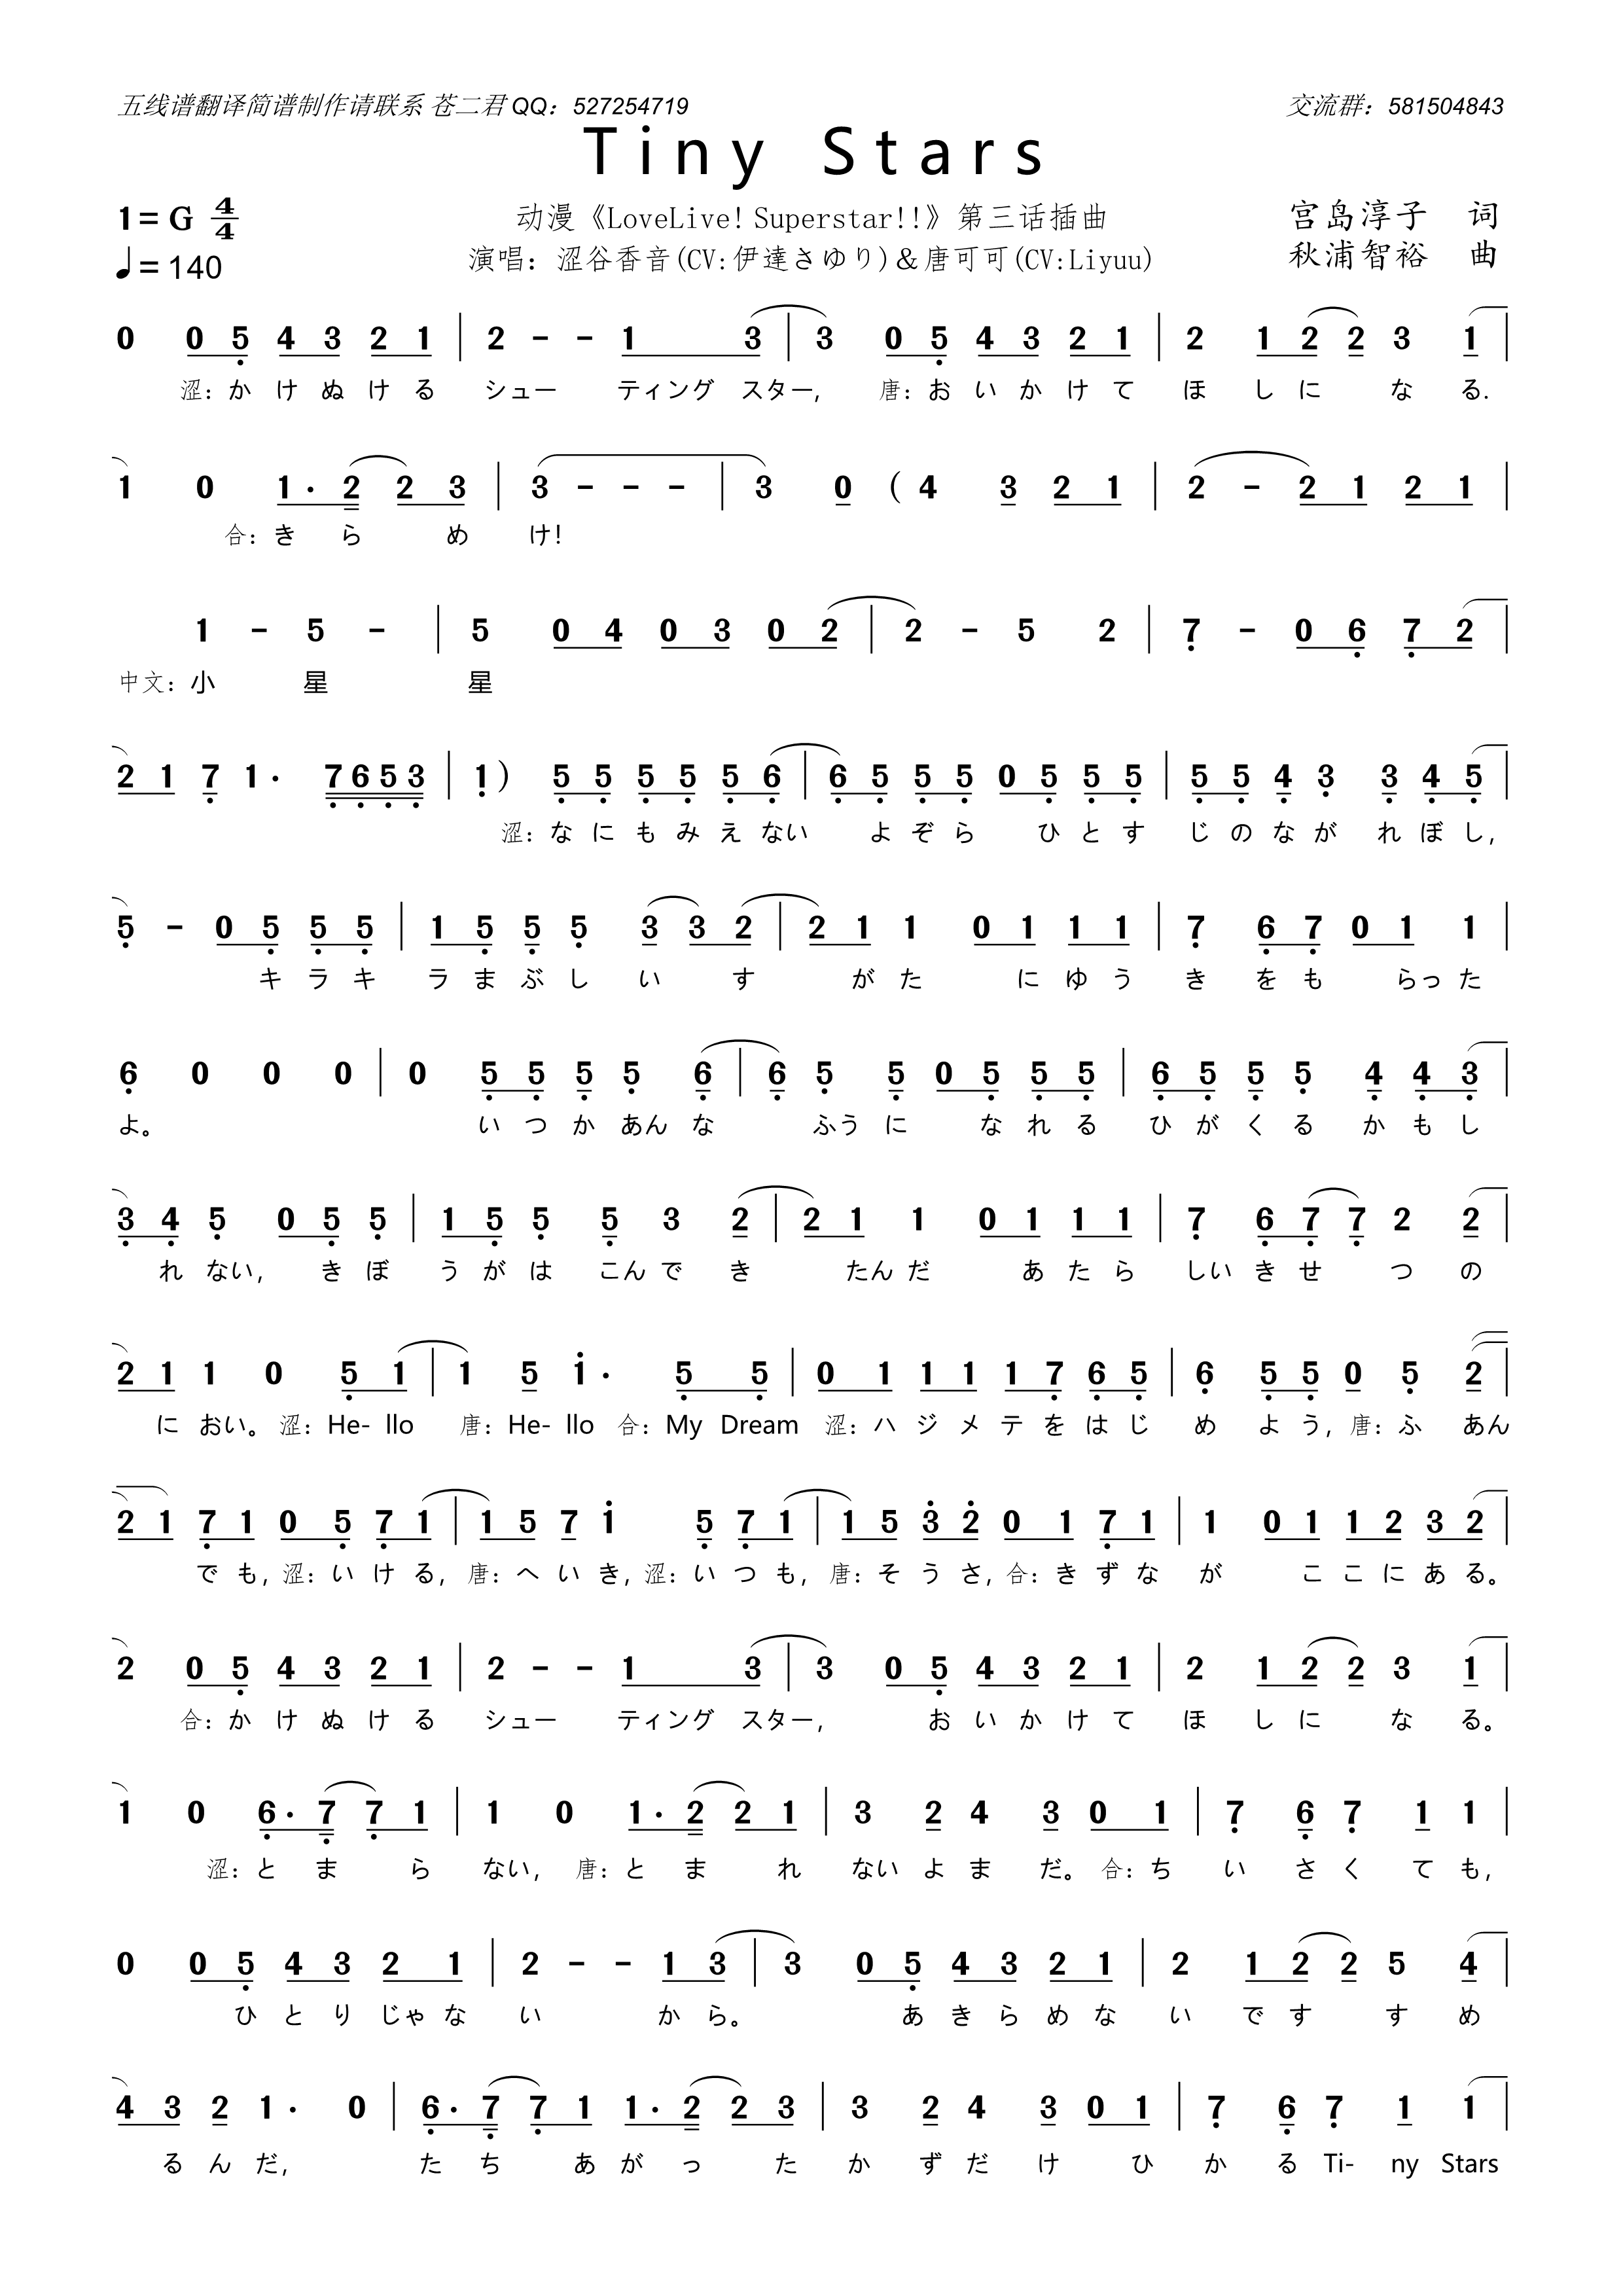 五线谱翻译简谱制作请联系 苍二君QQ：527254719 交流群：581504843
Tiny Stars
1=G 4/4 动漫《LoveLive! Superstar!!》第三话插曲 宫岛淳子 词
♩=140 演唱：涩谷香音(CV:伊達さゆり)&唐可可(CV:Liyuu) 秋浦智裕 曲
0 0 5 4 3 2 1 | 2 - - 1 3 | 3 0 5 4 3 2 1 | 2 1 2 2 3 1 |
涩：か け ぬ け る シュー ティング スター, 唐：お い か け て ほ し に な る.
1 0 1· 2 2 3 | 3 - - - | 3 0 ( 4 3 2 1 | 2 - 2 1 2 1 |
合：き ら め け!
1 - 5 - | 5 0 4 0 3 0 2 | 2 - 5 2 | 7 - 0 6 7 2 |
中文：小 星 星
2 1 7 1· 7 6 5 3 | 1 ) 5 5 5 5 5 6 | 6 5 5 5 0 5 5 5 | 5 5 4 3 3 4 5 |
涩：な に も み え ない よ ぞ ら ひ と す じ の な が れ ぼ し,
5 - 0 5 5 5 | 1 5 5 5 3 3 2 | 2 1 1 0 1 1 1 | 7 6 7 0 1 1 |
キ ラ キ ラ ま ぶ し い す が た に ゆ う き を も らっ た
6 0 0 0 | 0 5 5 5 5 6 | 6 5 5 0 5 5 5 | 6 5 5 5 4 4 3 |
よ。 い つ か あん な ふう に な れ る ひ が く る か も し
3 4 5 0 5 5 | 1 5 5 5 3 2 | 2 1 1 0 1 1 1 | 7 6 7 7 2 2 |
れ ない, き ぼ う が は こん で き たん だ あ た ら しい き せ つ の
2 1 1 0 5 1 | 1 5 1· 5 5 | 0 1 1 1 1 7 6 5 | 6 5 5 0 5 2 |
に おい。 涩：He- llo 唐：He- llo 合：My Dream 涩：ハ ジ メ テ を は じ め よ う, 唐：ふ あん
2 1 7 1 0 5 7 1 | 1 5 7 1 5 7 1 | 1 5 3 2 0 1 7 1 | 1 0 1 1 2 3 2 |
で も, 涩：い け る, 唐：へ い き, 涩：い つ も, 唐：そ う さ, 合：き ず な が こ こ に あ る。
2 0 5 4 3 2 1 | 2 - - 1 3 | 3 0 5 4 3 2 1 | 2 1 2 2 3 1 |
合：か け ぬ け る シュー ティング スター, お い か け て ほ し に な る。
1 0 6· 7 7 1 | 1 0 1· 2 2 1 | 3 2 4 3 0 1 | 7 6 7 1 1 |
涩：と ま ら ない, 唐：と ま れ ない よ ま だ。 合：ち い さ く て も,
0 0 5 4 3 2 1 | 2 - - 1 3 | 3 0 5 4 3 2 1 | 2 1 2 2 5 4 |
ひ と り じゃ な い か ら。 あ き ら め な い で す す め
4 3 2 1· 0 | 6· 7 7 1 1· 2 2 3 | 3 2 4 3 0 1 | 7 6 7 1 1 |
る ん だ, た ち あ が っ た か ず だ け ひ か る Ti- ny Stars